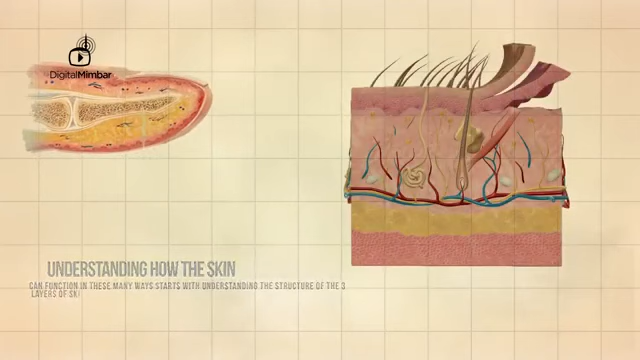 DigitalMimbar
UNDERSTANDING HOW THE SKIN
CAN FUNCTION IN THESE MANY WAYS STARTS WITH UNDERSTANDING THE STRUCTURE OF THE 3
LAYERS OF SK